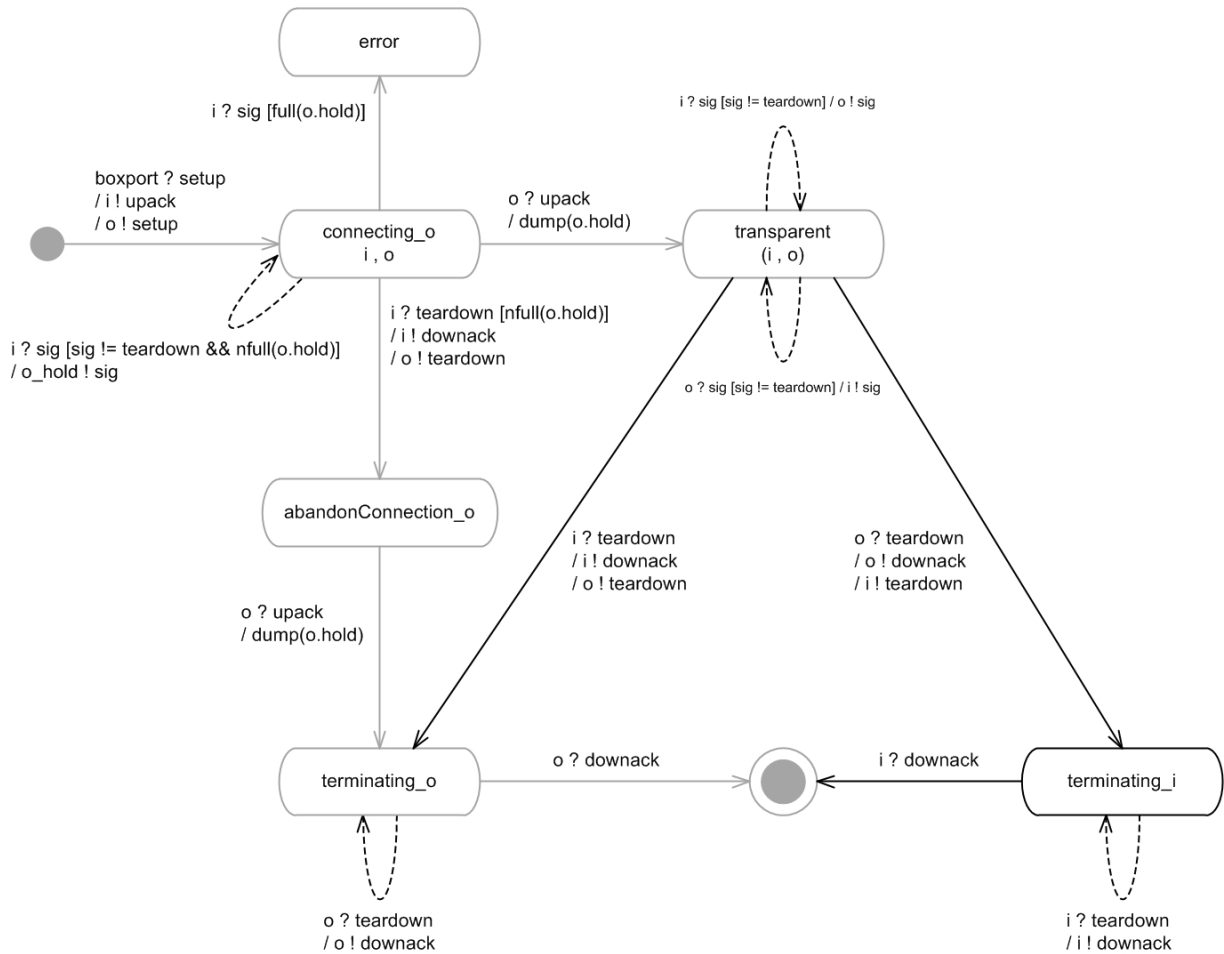 error
i ? sig [full(o.hold)]
i ? sig [sig != teardown] / o ! sig
boxport ? setup
/ i ! upack
/ o ! setup
connecting_o
i , o
o ? upack
/ dump(o.hold)
transparent
(i , o)
i ? sig [sig != teardown && nfull(o.hold)]
/ o_hold ! sig
i ? teardown [nfull(o.hold)]
/ i ! downack
/ o ! teardown
o ? sig [sig != teardown] / i ! sig
abandonConnection_o
i ? teardown
/ i! downack
/ o ! teardown
o ? teardown
/ o ! downack
/ i ! teardown
o ? upack
/ dump(o.hold)
terminating_o
o ? downack
i ? downack
terminating_i
o ? teardown
/ o ! downack
i ? teardown
/ i ! downack